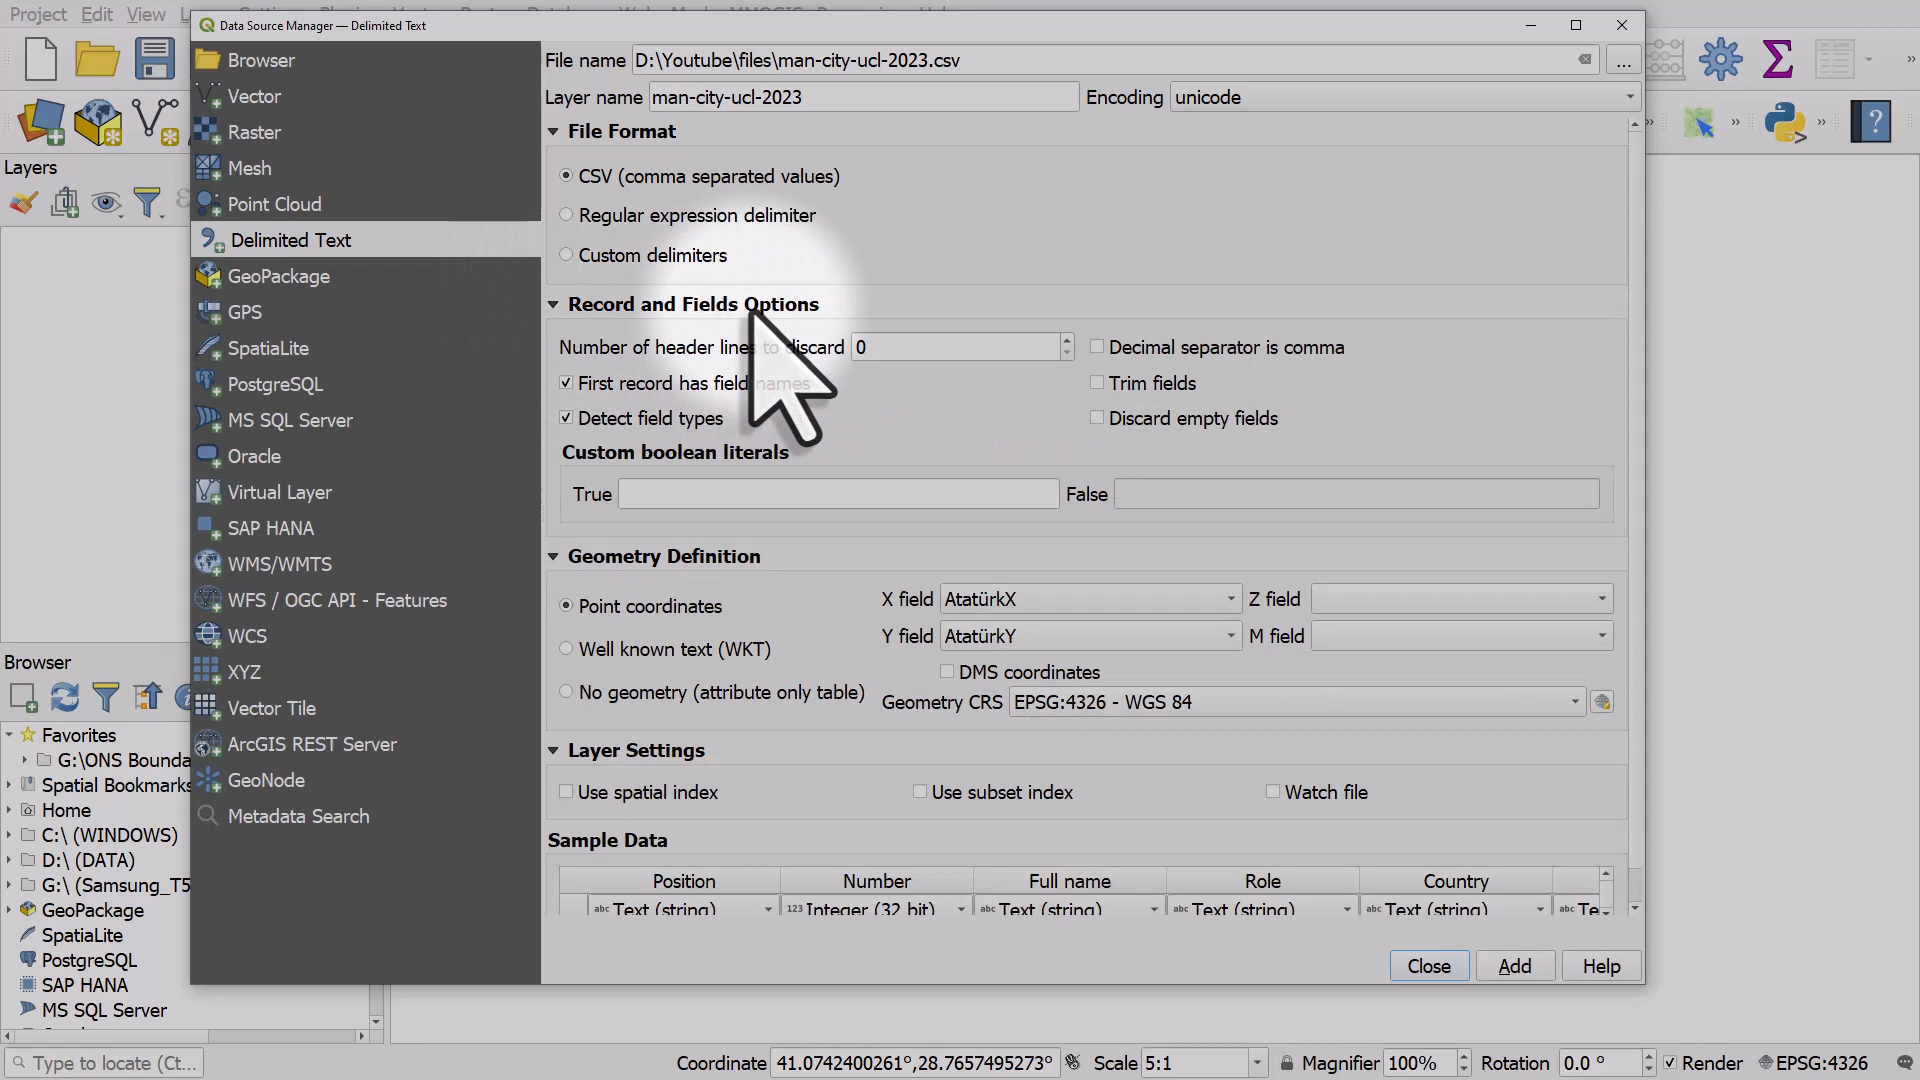 Project Edit View
Data Source Manager — Delimited Text
Layers
Browser
Vector
Raster
Mesh
Point Cloud
Delimited Text
GeoPackage
GPS
SpatiaLite
PostgreSQL
MS SQL Server
Oracle
Virtual Layer
SAP HANA
WMS/WMTS
WFS / OGC API - Features
WCS
XYZ
Vector Tile
ArcGIS REST Server
GeoNode
Metadata Search
File name D:\Youtube\files\man-city-ucl-2023.csv ...
Layer name man-city-ucl-2023 Encoding unicode
File Format
CSV (comma separated values)
Regular expression delimiter
Custom delimiters
Record and Fields Options
Number of header lines to discard 0 Decimal separator is comma
First record has field names Trim fields
Detect field types Discard empty fields
Custom boolean literals
True False
Geometry Definition
Point coordinates X field AtatürkX Z field
Y field AtatürkY M field
Well known text (WKT)
DMS coordinates
No geometry (attribute only table)
Geometry CRS EPSG:4326 - WGS 84
Layer Settings
Use spatial index Use subset index Watch file
Sample Data
Position Number Full name Role Country
abc Text (string) 123 Integer (32 bit) abc Text (string) abc Text (string) abc Text (string) abc Te
Close Add Help
Browser
Favorites
G:\ONS Bounda
Spatial Bookmarks
Home
C:\ (WINDOWS)
D:\ (DATA)
G:\ (Samsung_T5
GeoPackage
SpatiaLite
PostgreSQL
SAP HANA
MS SQL Server
Type to locate (Ct... Coordinate 41.0742400261°,28.7657495273° Scale 5:1 Magnifier 100% Rotation 0.0 ° Render EPSG:4326